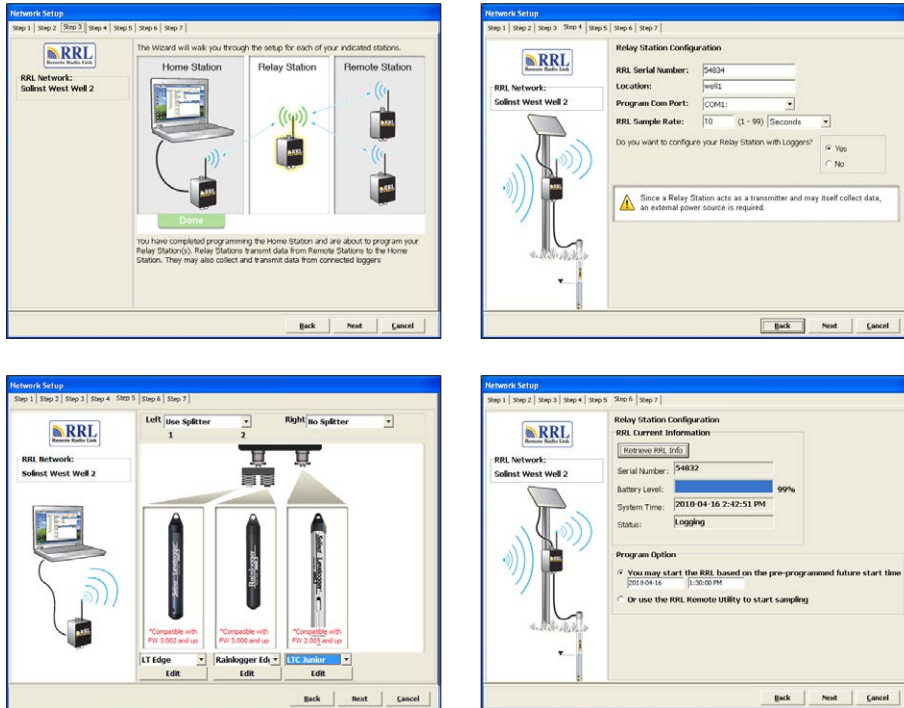 Network Setup
Step 1 Step 2 Step 3 Step 4 Step 5 Step 6 Step 7
RRL
Remote Radio Link
RRL Network:
Solinst West Well 2
The Wizard will walk you through the setup for each of your indicated stations.
Home Station Relay Station Remote Station
Done
You have completed programming the Home Station and are about to program your
Relay Station(s). Relay Stations transmt data from Remote Stations to the Home
Station. They may also collect and transmit data from connected loggers
Back Next Cancel
Network Setup
Step 1 Step 2 Step 3 Step 4 Step 5 Step 6 Step 7
RRL
Remote Radio Link
RRL Network:
Solinst West Well 2
Relay Station Configuration
RRL Serial Number: 54834
Location: well1
Program Com Port: COM1:
RRL Sample Rate: 10 (1 - 99) Seconds
Do you want to configure your Relay Station with Loggers? Yes
No
Since a Relay Station acts as a transmitter and may itself collect data,
an external power source is required.
Back Next Cancel
Network Setup
Step 1 Step 2 Step 3 Step 4 Step 5 Step 6 Step 7
RRL
Remote Radio Link
RRL Network:
Solinst West Well 2
Left Use Splitter Right No Splitter
1 2
Solinst Levelogger Rainlogger Solinst Levelogger
*Compatible with *Compatible with *Compatible with
FW 3.002 and up FW 3.000 and up FW 2.005 and up
LT Edge Rainlogger Edg LTC Junior
Edit Edit Edit
Back Next Cancel
Network Setup
Step 1 Step 2 Step 3 Step 4 Step 5 Step 6 Step 7
RRL
Remote Radio Link
RRL Network:
Solinst West Well 2
Relay Station Configuration
RRL Current Information
Retrieve RRL Info
Serial Number: 54832
Battery Level: 99%
System Time: 2018-04-16 2:42:51 PM
Status: Logging
Program Option
You may start the RRL based on the pre-programmed future start time
2018-04-16 1:30:00 PM
Or use the RRL Remote Utility to start sampling
Back Next Cancel